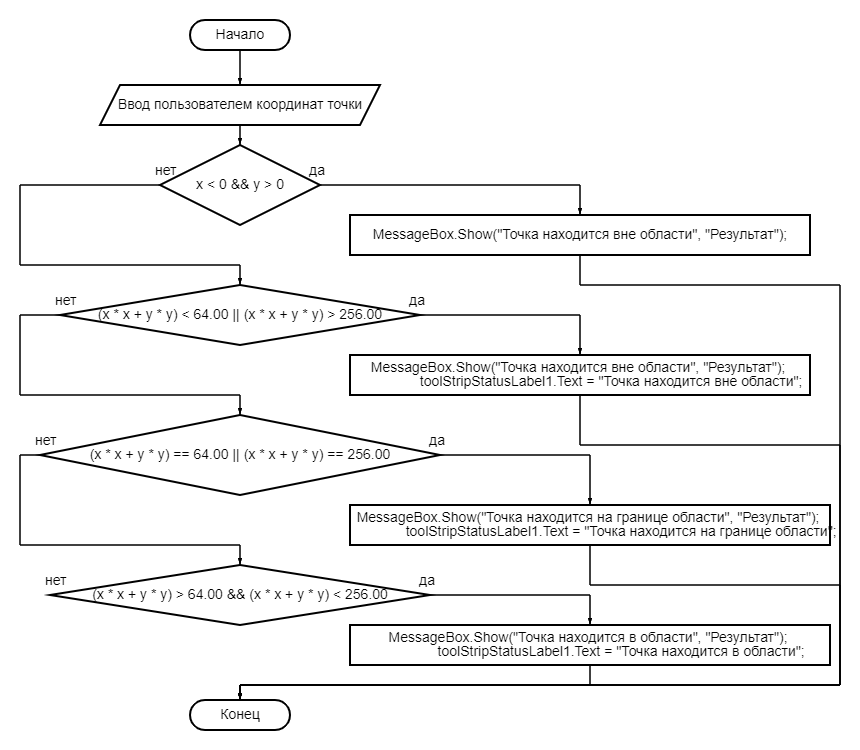 Начало
Ввод пользователем координат точки
нет
да
x < 0 && y > 0
MessageBox.Show("Точка находится вне области", "Результат");
нет
да
(x * x + y * y) < 64.00 || (x * x + y * y) > 256.00
MessageBox.Show("Точка находится вне области", "Результат");
toolStripStatusLabel1.Text = "Точка находится вне области";
нет
да
(x * x + y * y) == 64.00 || (x * x + y * y) == 256.00
MessageBox.Show("Точка находится на границе области", "Результат");
toolStripStatusLabel1.Text = "Точка находится на границе области";
нет
да
(x * x + y * y) > 64.00 && (x * x + y * y) < 256.00
MessageBox.Show("Точка находится в области", "Результат");
toolStripStatusLabel1.Text = "Точка находится в области";
Конец